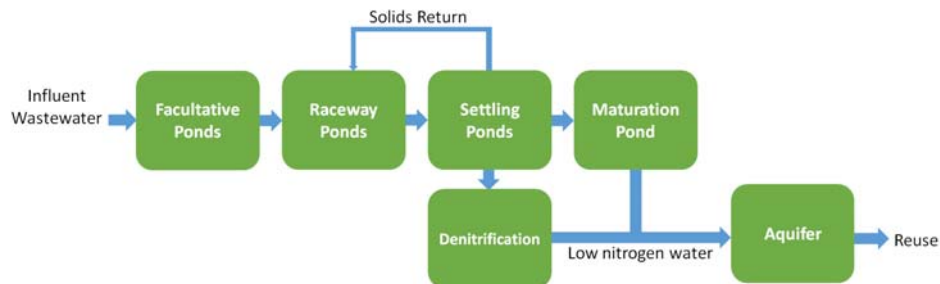 Solids Return
Influent
Wastewater
Facultative
Ponds
Raceway
Ponds
Settling
Ponds
Maturation
Pond
Denitrification
Low nitrogen water
Aquifer
Reuse